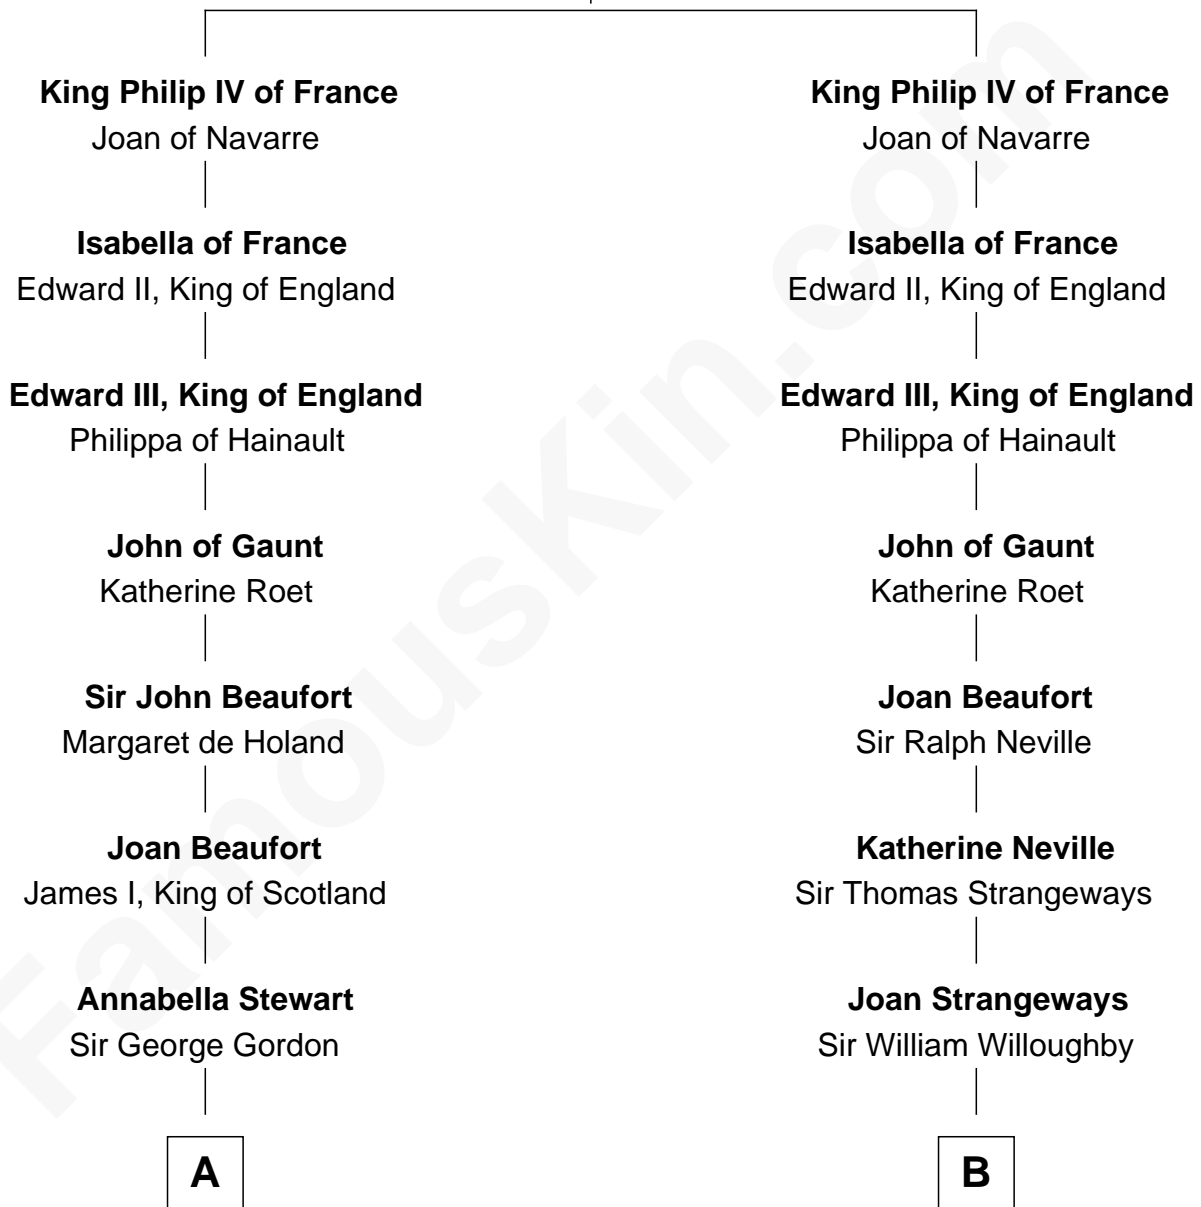 King Philip IV of France
Joan of Navarre
Isabella of France
Edward II, King of England
Edward III, King of England
Philippa of Hainault
John of Gaunt
Katherine Roet
Sir John Beaufort
Margaret de Holand
Joan Beaufort
James I, King of Scotland
Annabella Stewart
Sir George Gordon
A
King Philip IV of France
Joan of Navarre
Isabella of France
Edward II, King of England
Edward III, King of England
Philippa of Hainault
John of Gaunt
Katherine Roet
Joan Beaufort
Sir Ralph Neville
Katherine Neville
Sir Thomas Strangeways
Joan Strangeways
Sir William Willoughby
B
FamousKin.com